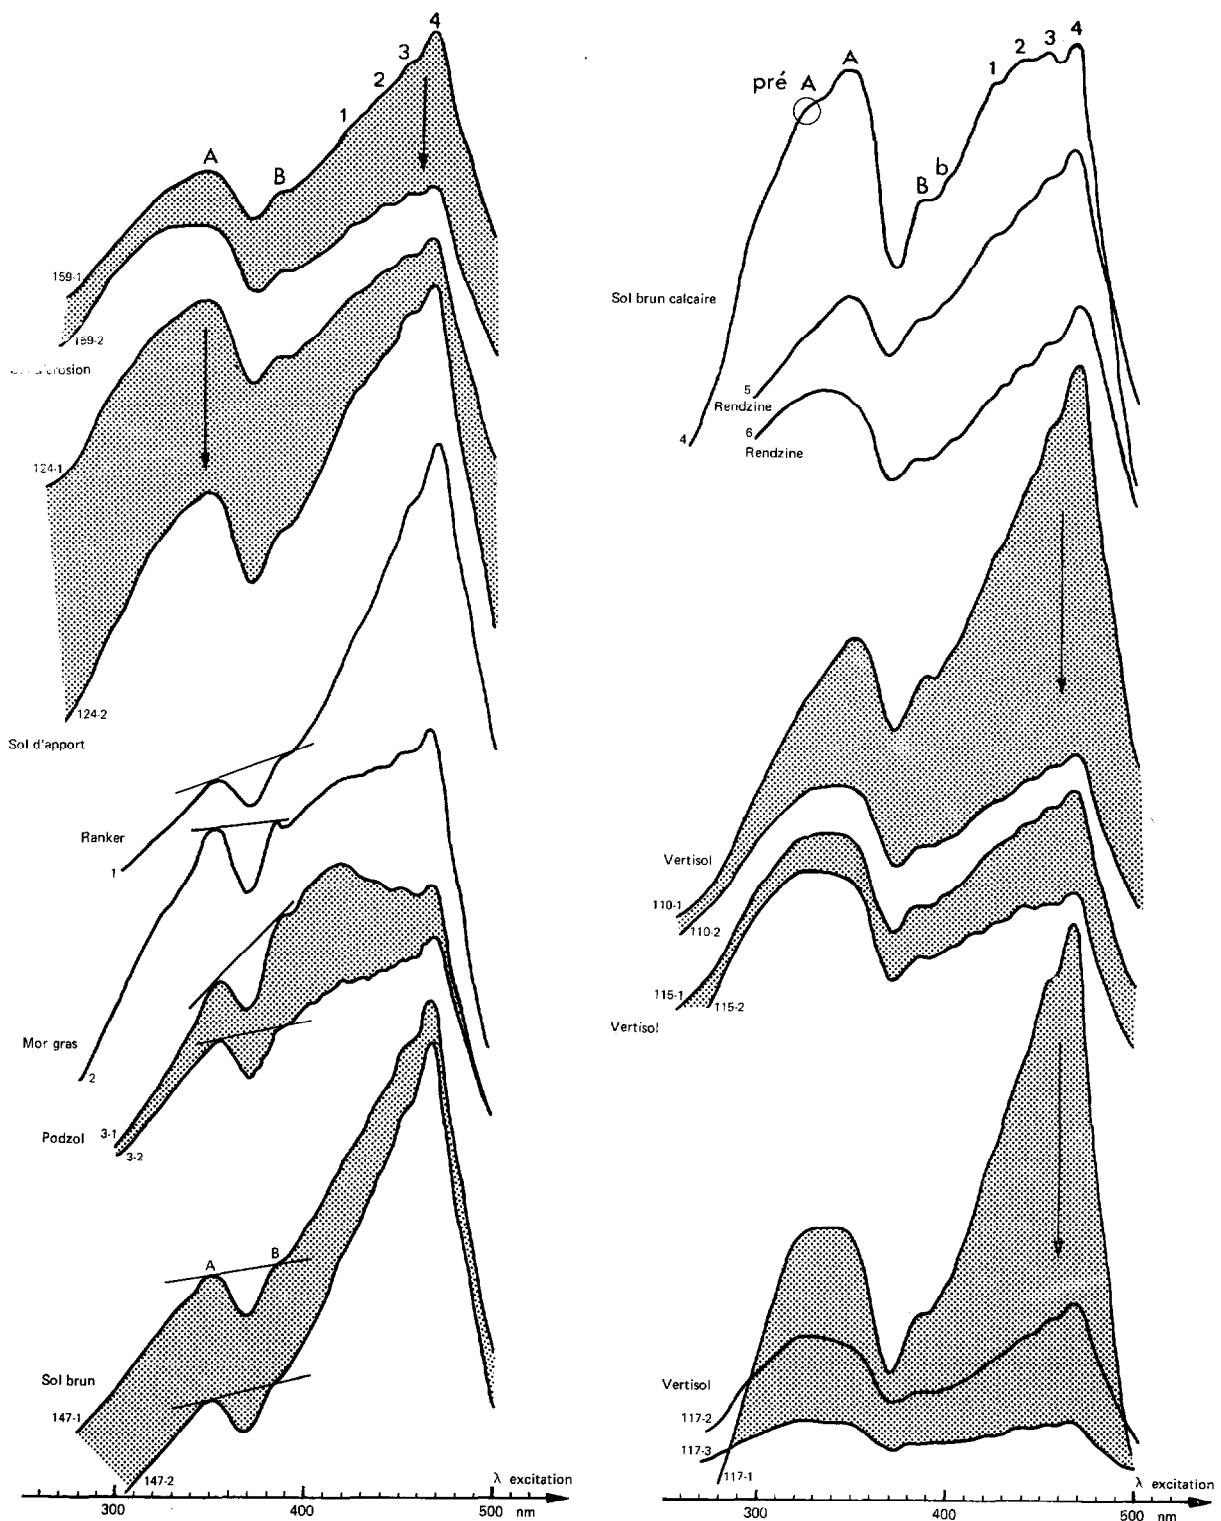 4
3
2
1
A
B
159-1
159-2
d'érosion
124-1
124-2
Sol d'apport
Ranker
1
Mor gras
2
Podzol
3-1
3-2
A
B
Sol brun
147-1
147-2
λ excitation
300
400
500
nm
pré A
A
1
2
3
4
B
b
Sol brun calcaire
5
Rendzine
4
6
Rendzine
Vertisol
110-1
110-2
115-1
115-2
Vertisol
Vertisol
117-2
117-3
117-1
λ excitation
300
400
500
nm